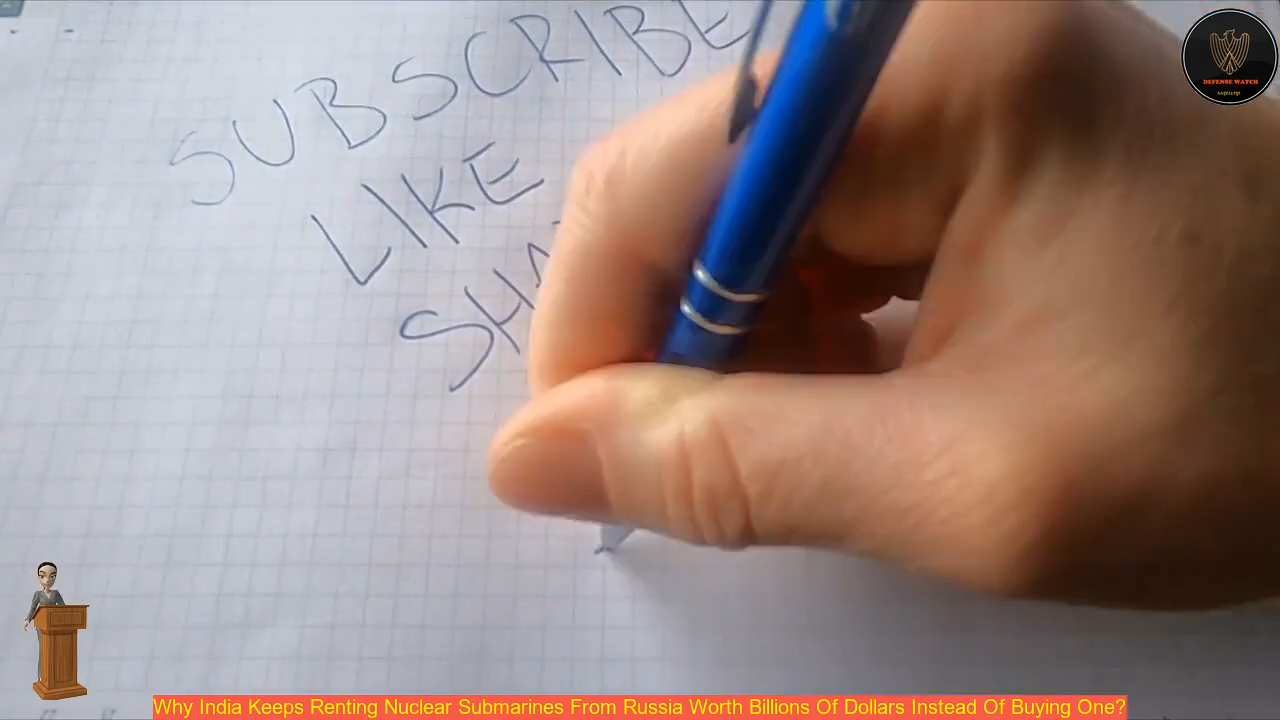 SUBSCRIBE
LIKE
SHA
DEFENSE WATCH
Why India Keeps Renting Nuclear Submarines From Russia Worth Billions Of Dollars Instead Of Buying One?